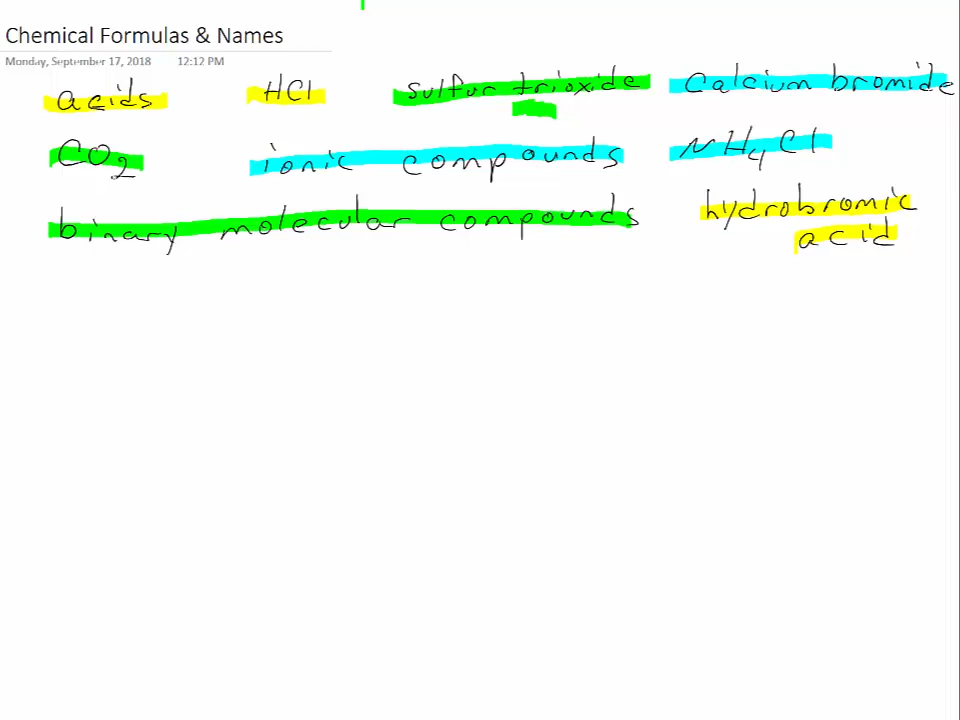 Chemical Formulas & Names
Monday, September 17, 2018 12:12 PM
acids HCl sulfur trioxide Calcium bromide
CO2 ionic compounds NH4Cl
binary molecular compounds hydrobromic
acid